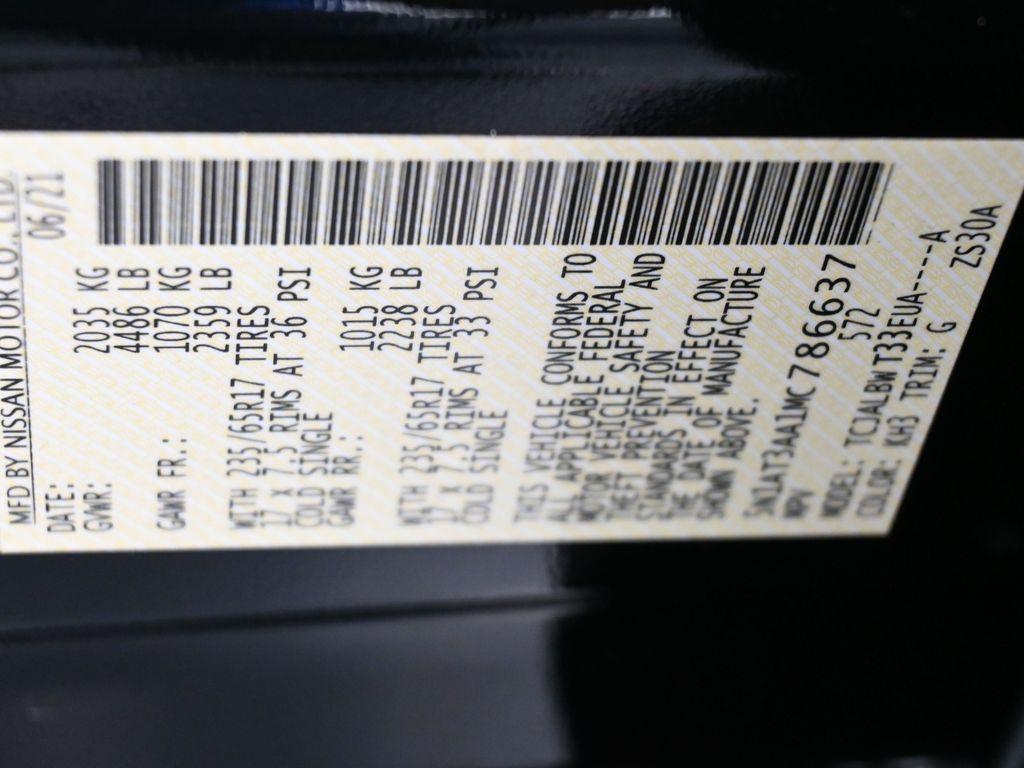 MFD BY NISSAN MOTOR CO., LTD
DATE: 06/21
GVWR: 2035 KG
4486 LB
GAWR FR.: 1070 KG
2359 LB
WITH 235/65R17 TIRES
17 X 7.5 RIMS AT 36 PSI
COLD SINGLE
GAWR RR.: 1015 KG
2238 LB
WITH 235/65R17 TIRES
17 X 7.5 RIMS AT 33 PSI
COLD SINGLE
THIS VEHICLE CONFORMS TO
ALL APPLICABLE FEDERAL
MOTOR VEHICLE SAFETY AND
THEFT PREVENTION
STANDARDS IN EFFECT ON
THE DATE OF MANUFACTURE
SHOWN ABOVE.
5N1AT3AA1MC786637
MPV 572
MODEL: TC1ALBW T33EUA----A
COLOR: KH3 TRIM: G ZS30A